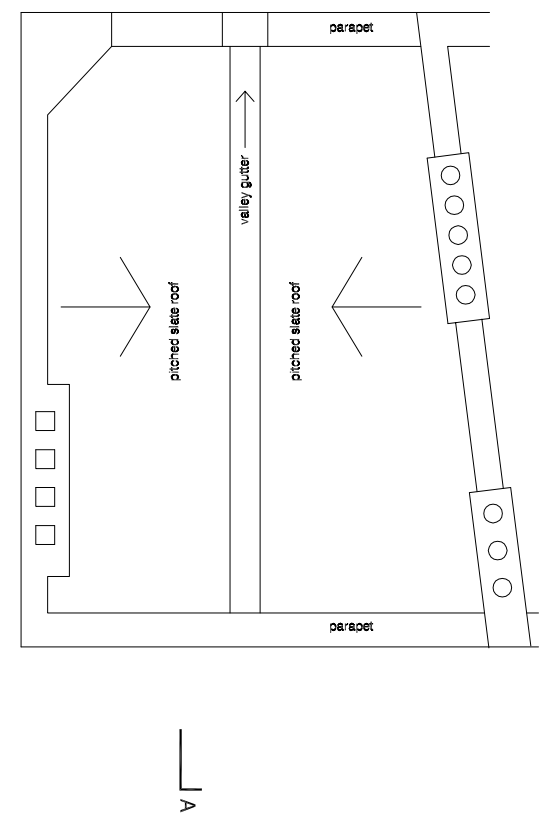 parapet
valley gutter
pitched slate roof
pitched slate roof
parapet
A